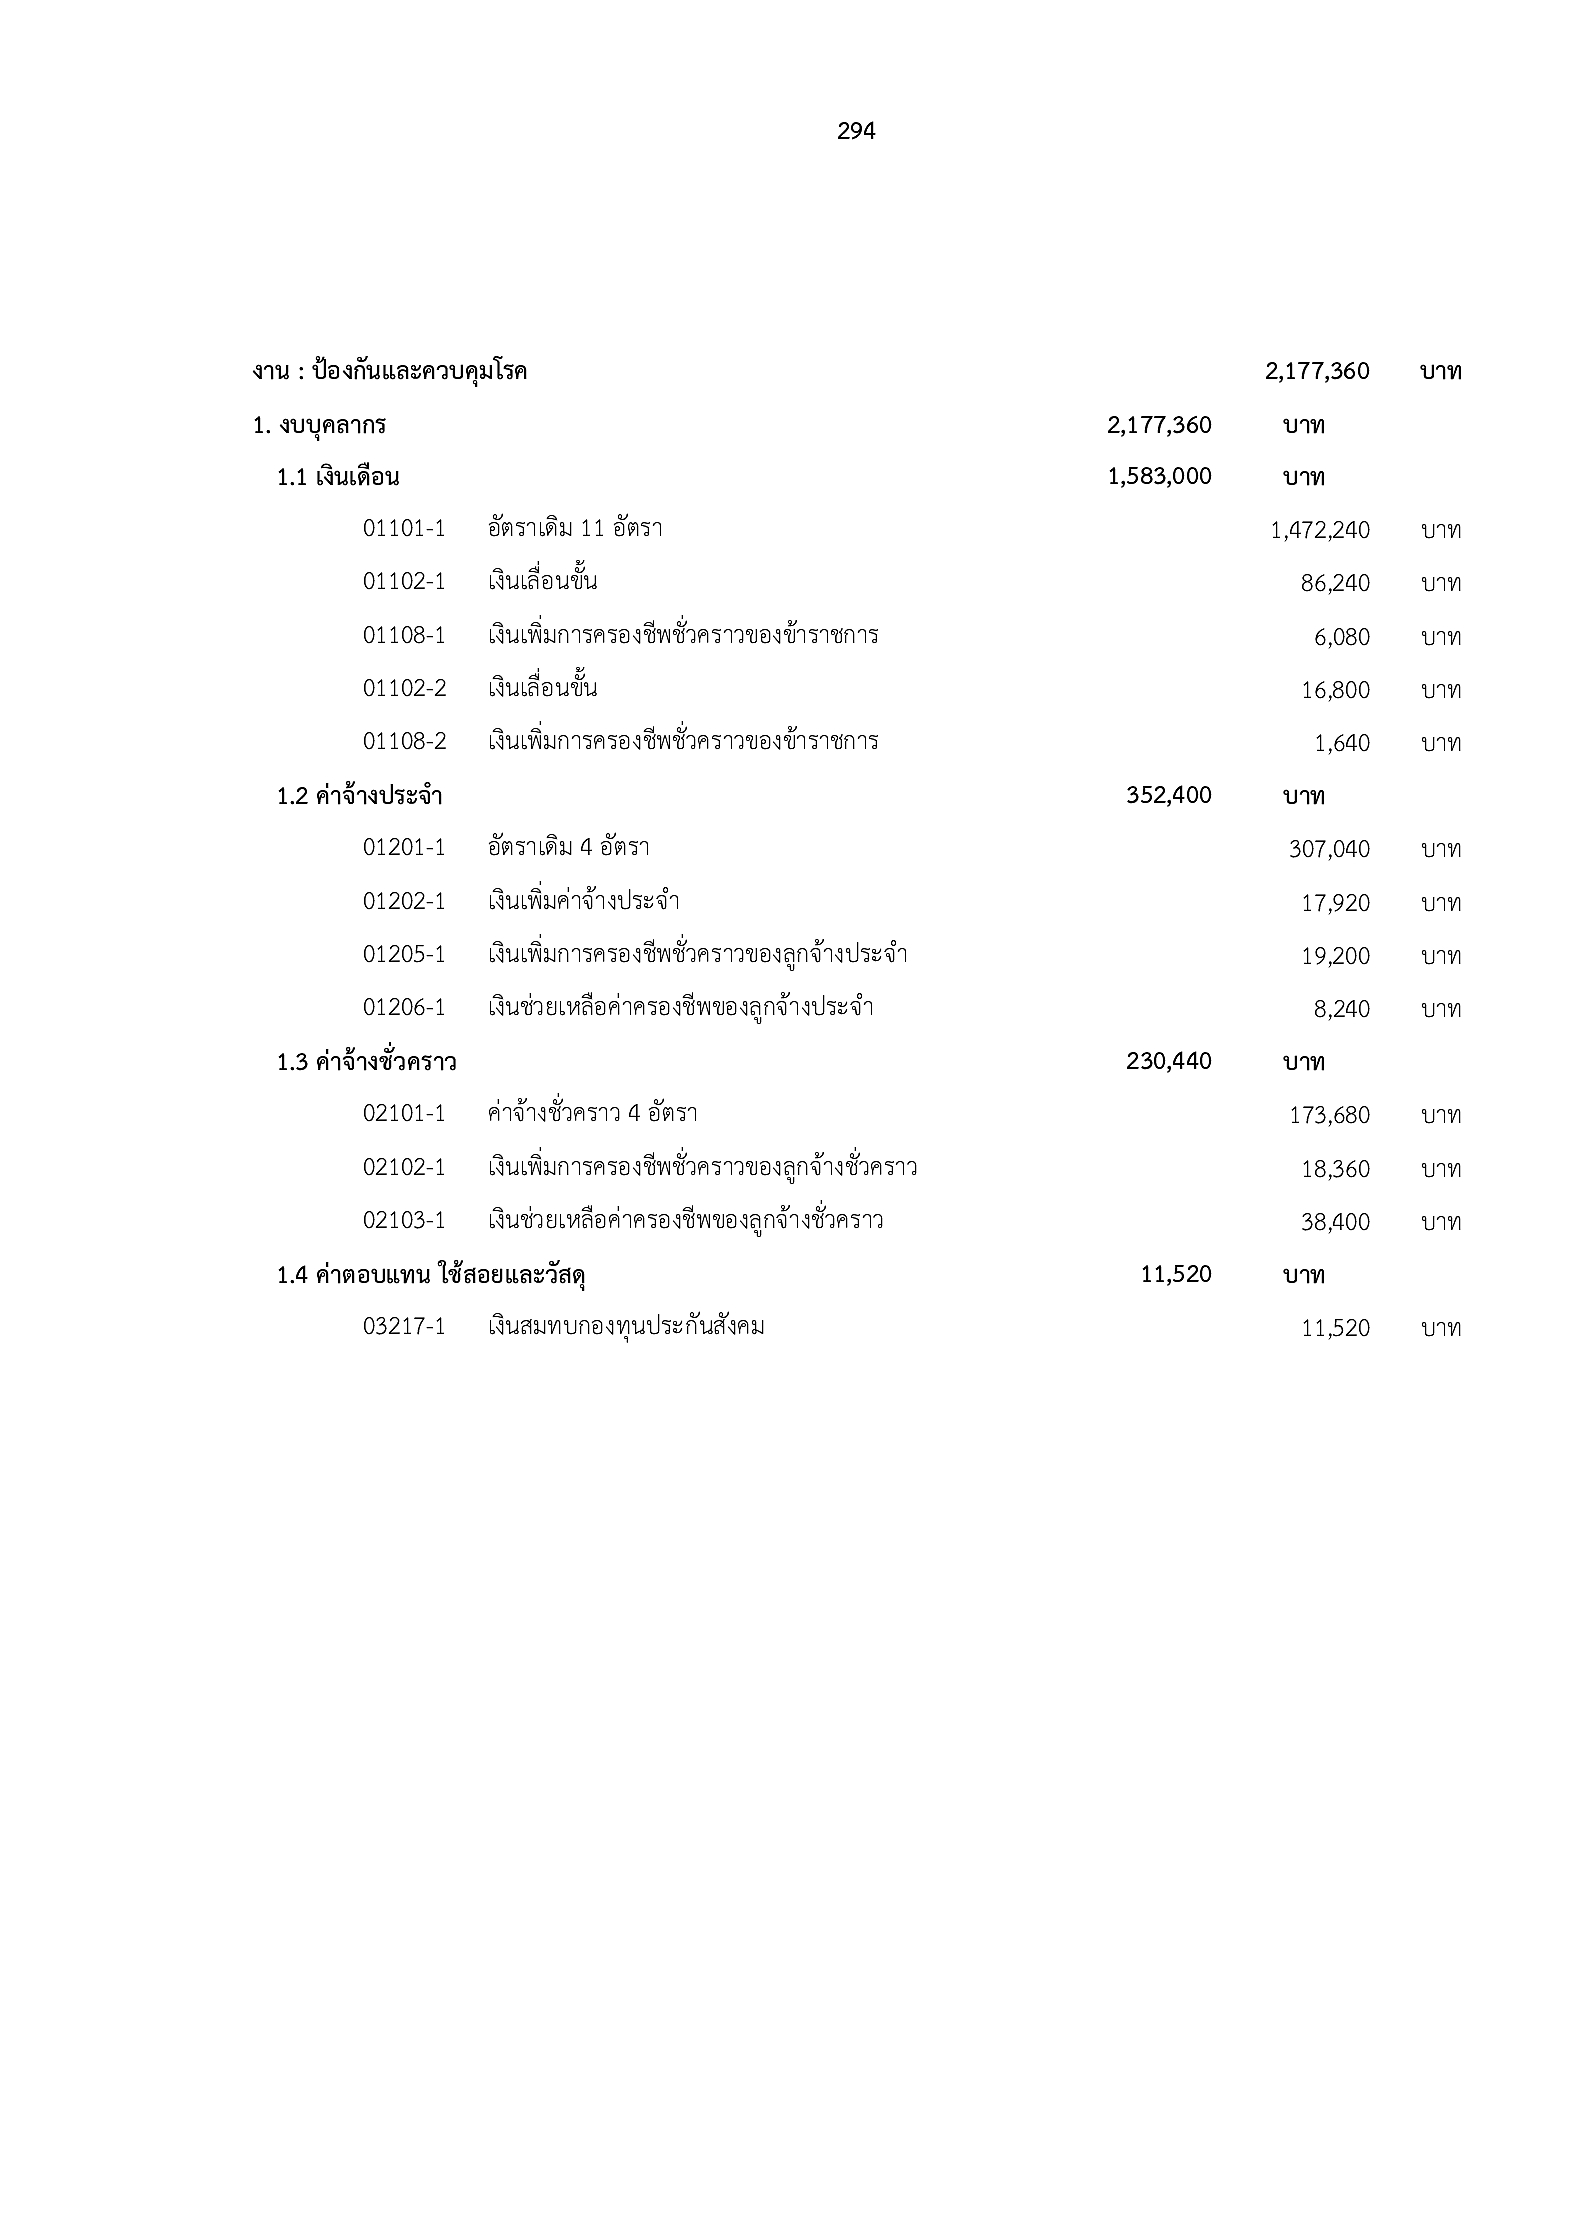 294
งาน : ป้องกันและควบคุมโรค 2,177,360 บาท
1. งบบุคลากร 2,177,360 บาท
1.1 เงินเดือน 1,583,000 บาท
01101-1 อัตราเดิม 11 อัตรา 1,472,240 บาท
01102-1 เงินเลื่อนขั้น 86,240 บาท
01108-1 เงินเพิ่มการครองชีพชั่วคราวของข้าราชการ 6,080 บาท
01102-2 เงินเลื่อนขั้น 16,800 บาท
01108-2 เงินเพิ่มการครองชีพชั่วคราวของข้าราชการ 1,640 บาท
1.2 ค่าจ้างประจำ 352,400 บาท
01201-1 อัตราเดิม 4 อัตรา 307,040 บาท
01202-1 เงินเพิ่มค่าจ้างประจำ 17,920 บาท
01205-1 เงินเพิ่มการครองชีพชั่วคราวของลูกจ้างประจำ 19,200 บาท
01206-1 เงินช่วยเหลือค่าครองชีพของลูกจ้างประจำ 8,240 บาท
1.3 ค่าจ้างชั่วคราว 230,440 บาท
02101-1 ค่าจ้างชั่วคราว 4 อัตรา 173,680 บาท
02102-1 เงินเพิ่มการครองชีพชั่วคราวของลูกจ้างชั่วคราว 18,360 บาท
02103-1 เงินช่วยเหลือค่าครองชีพของลูกจ้างชั่วคราว 38,400 บาท
1.4 ค่าตอบแทน ใช้สอยและวัสดุ 11,520 บาท
03217-1 เงินสมทบกองทุนประกันสังคม 11,520 บาท